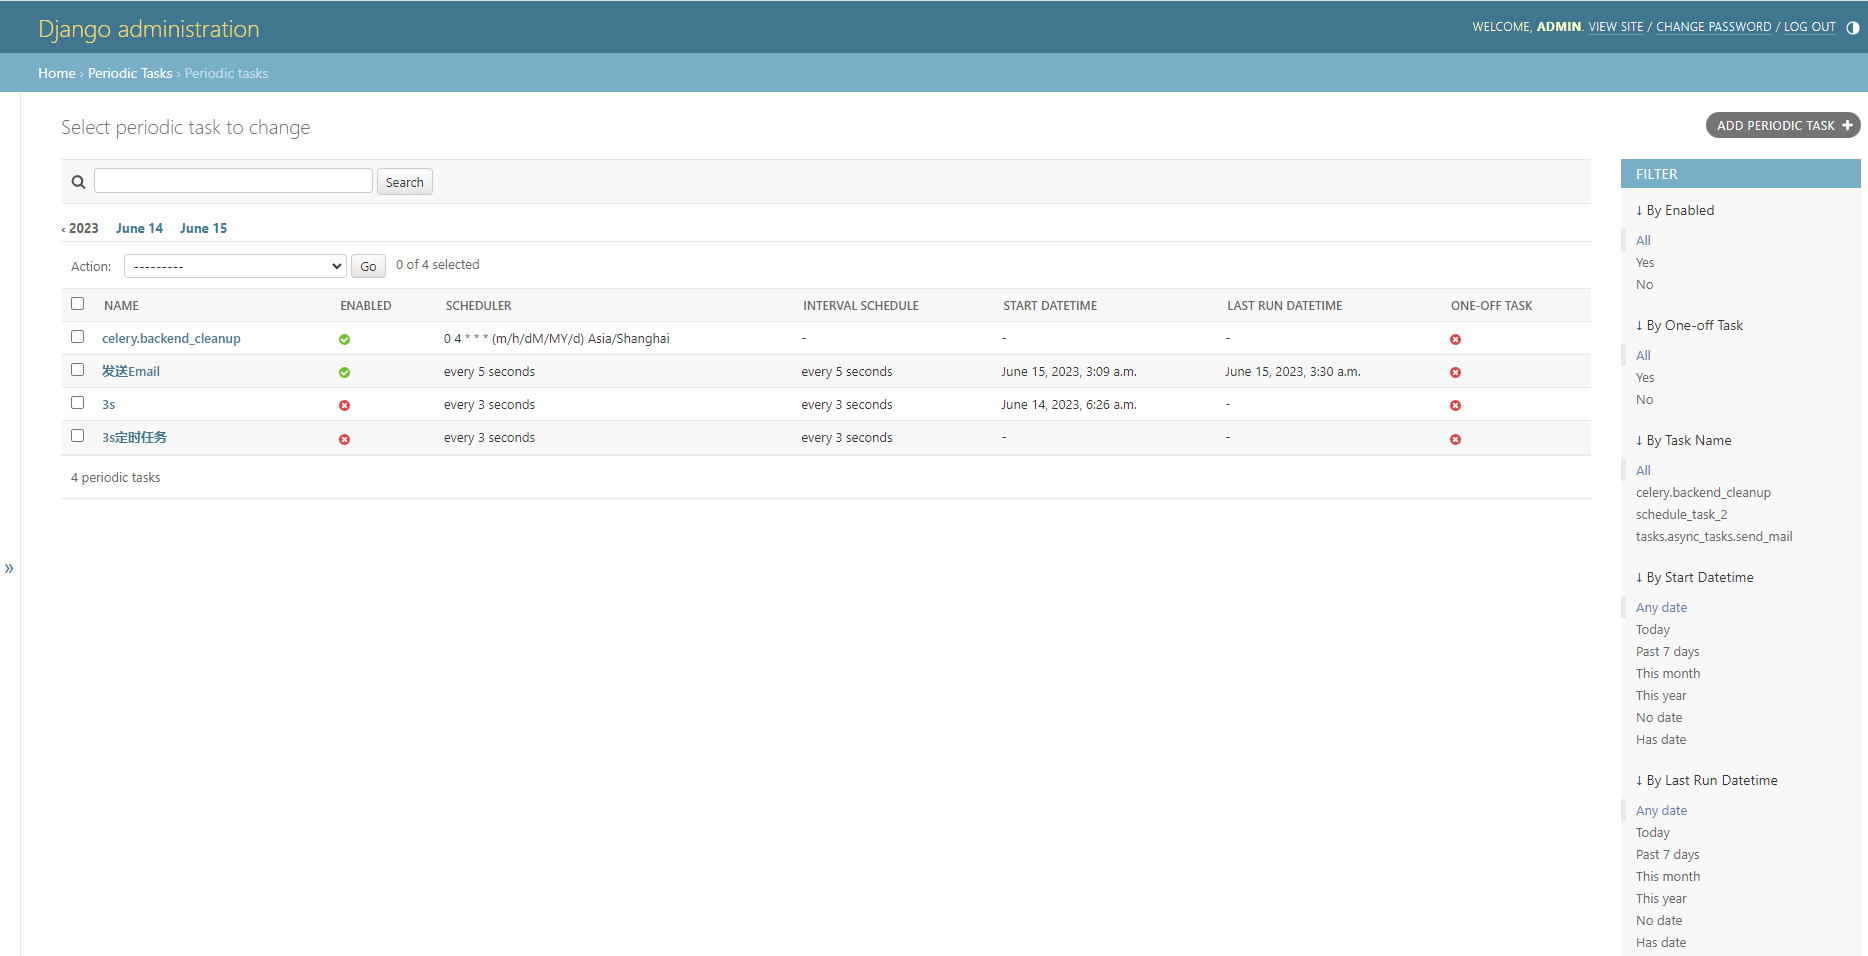 Django administration
WELCOME, ADMIN. VIEW SITE / CHANGE PASSWORD / LOG OUT
Home › Periodic Tasks › Periodic tasks
Select periodic task to change
ADD PERIODIC TASK +
Search
‹ 2023 June 14 June 15
Action: --------- Go 0 of 4 selected
NAME ENABLED SCHEDULER INTERVAL SCHEDULE START DATETIME LAST RUN DATETIME ONE-OFF TASK
celery.backend_cleanup 0 4 * * * (m/h/dM/MY/d) Asia/Shanghai - - -
发送Email every 5 seconds every 5 seconds June 15, 2023, 3:09 a.m. June 15, 2023, 3:30 a.m.
3s every 3 seconds every 3 seconds June 14, 2023, 6:26 a.m. -
3s定时任务 every 3 seconds every 3 seconds - -
4 periodic tasks
»
FILTER
↓ By Enabled
All
Yes
No
↓ By One-off Task
All
Yes
No
↓ By Task Name
All
celery.backend_cleanup
schedule_task_2
tasks.async_tasks.send_mail
↓ By Start Datetime
Any date
Today
Past 7 days
This month
This year
No date
Has date
↓ By Last Run Datetime
Any date
Today
Past 7 days
This month
This year
No date
Has date